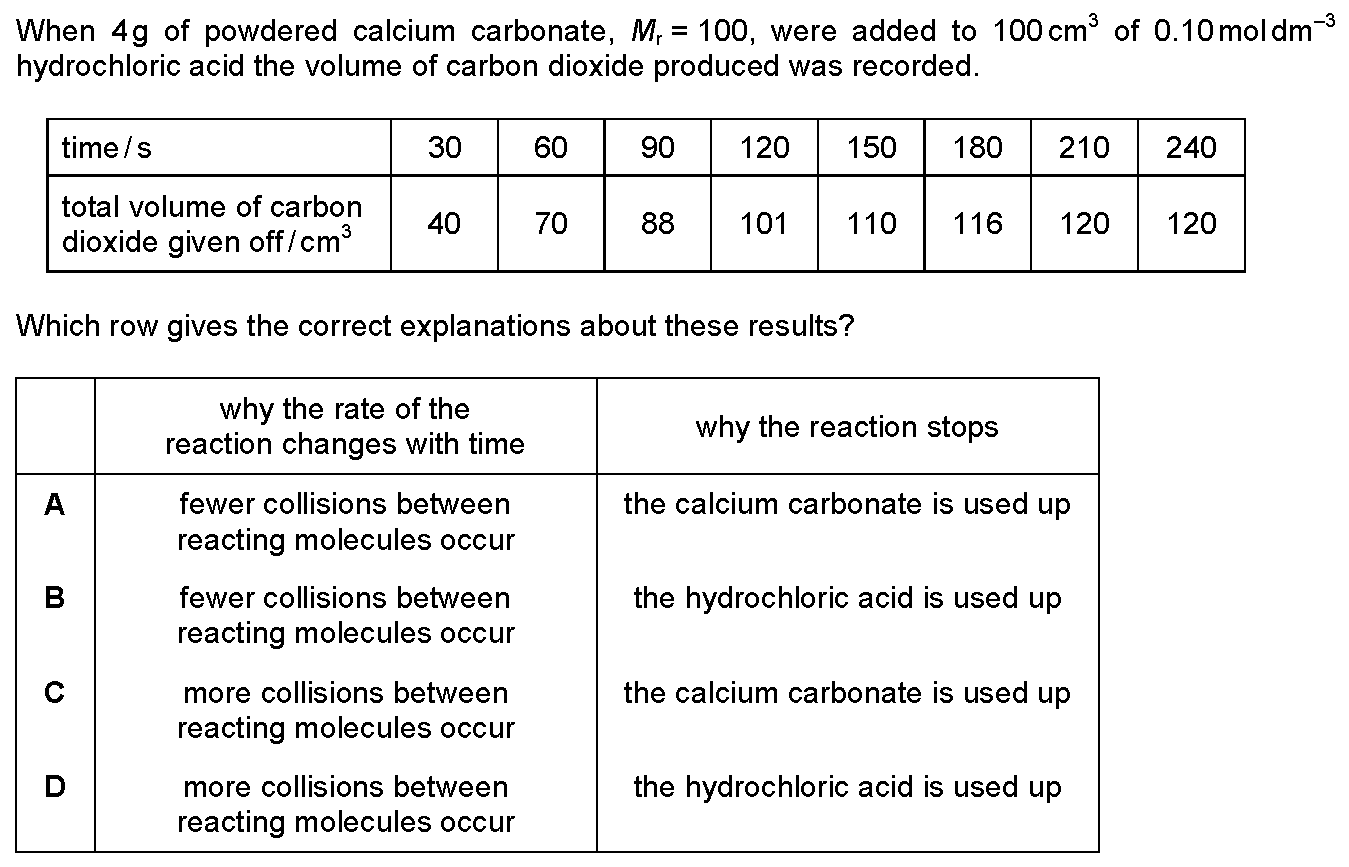 When 4 g of powdered calcium carbonate, Mr = 100, were added to 100 cm³ of 0.10 mol dm⁻³
hydrochloric acid the volume of carbon dioxide produced was recorded.
time / s 30 60 90 120 150 180 210 240
total volume of carbon
dioxide given off / cm³ 40 70 88 101 110 116 120 120
Which row gives the correct explanations about these results?
why the rate of the
reaction changes with time
why the reaction stops
A fewer collisions between
reacting molecules occur
the calcium carbonate is used up
B fewer collisions between
reacting molecules occur
the hydrochloric acid is used up
C more collisions between
reacting molecules occur
the calcium carbonate is used up
D more collisions between
reacting molecules occur
the hydrochloric acid is used up